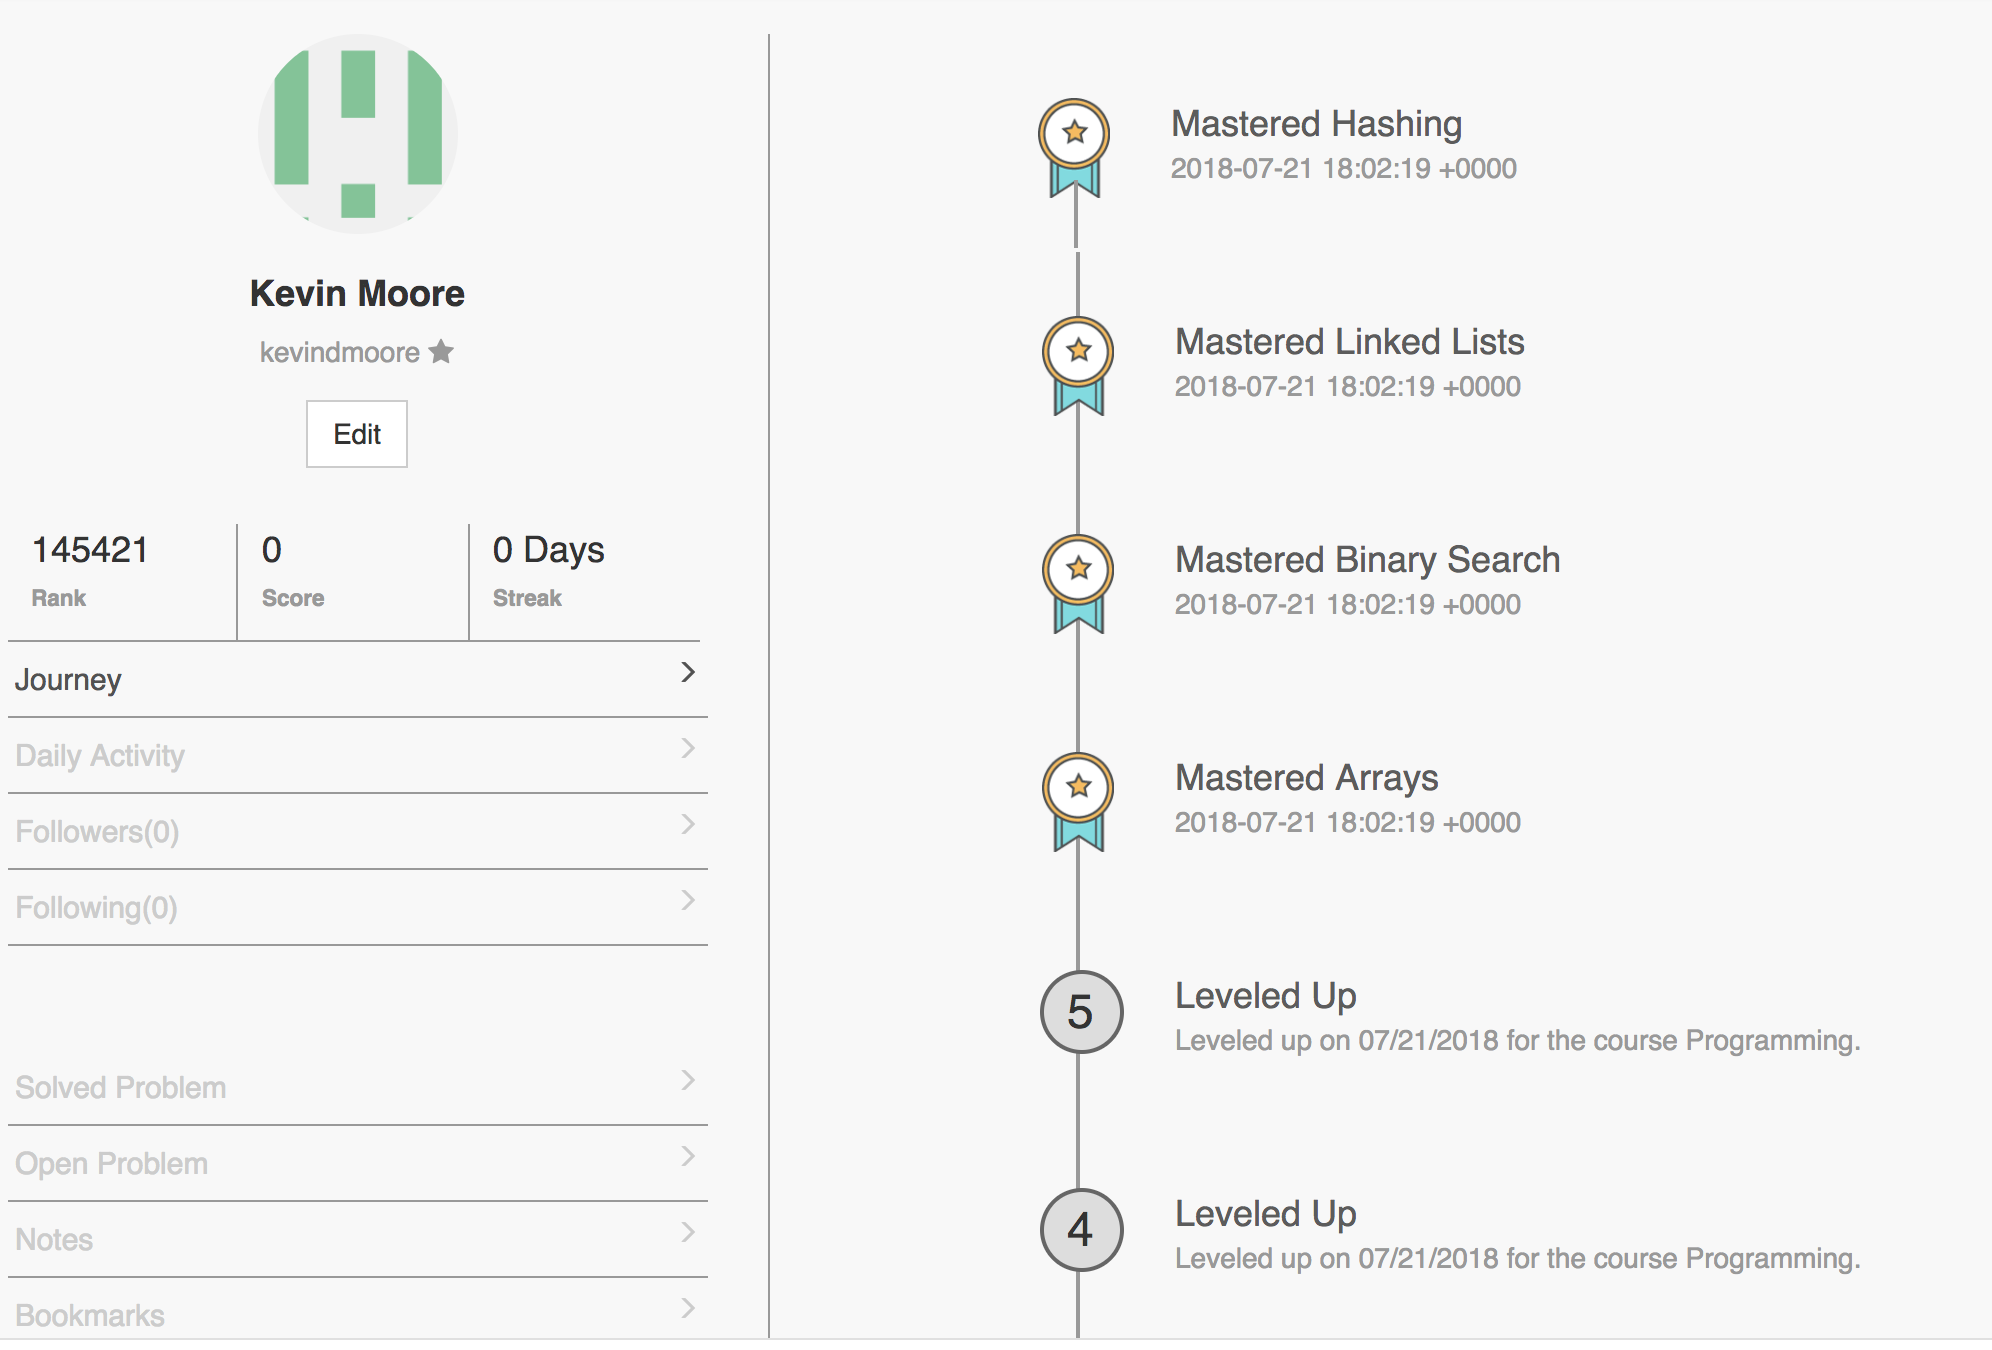 Kevin Moore
kevindmoore
Edit
145421
Rank
0
Score
0 Days
Streak
Journey
Daily Activity
Followers(0)
Following(0)
Solved Problem
Open Problem
Notes
Bookmarks
Mastered Hashing
2018-07-21 18:02:19 +0000
Mastered Linked Lists
2018-07-21 18:02:19 +0000
Mastered Binary Search
2018-07-21 18:02:19 +0000
Mastered Arrays
2018-07-21 18:02:19 +0000
5
Leveled Up
Leveled up on 07/21/2018 for the course Programming.
4
Leveled Up
Leveled up on 07/21/2018 for the course Programming.